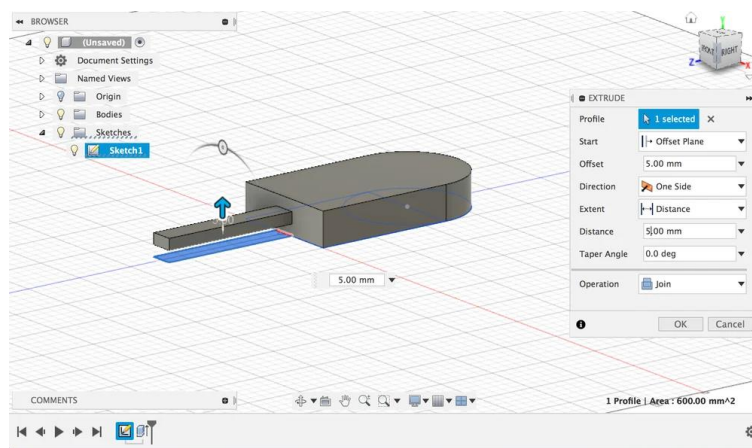 BROWSER
(Unsaved)
Document Settings
Named Views
Origin
Bodies
Sketches
Sketch1
Y
Z
X
FRONT
RIGHT
EXTRUDE
Profile 1 selected
Start Offset Plane
Offset 5.00 mm
Direction One Side
Extent Distance
Distance 5.00 mm
Taper Angle 0.0 deg
Operation Join
OK Cancel
5.00 mm
COMMENTS
1 Profile | Area : 600.00 mm^2